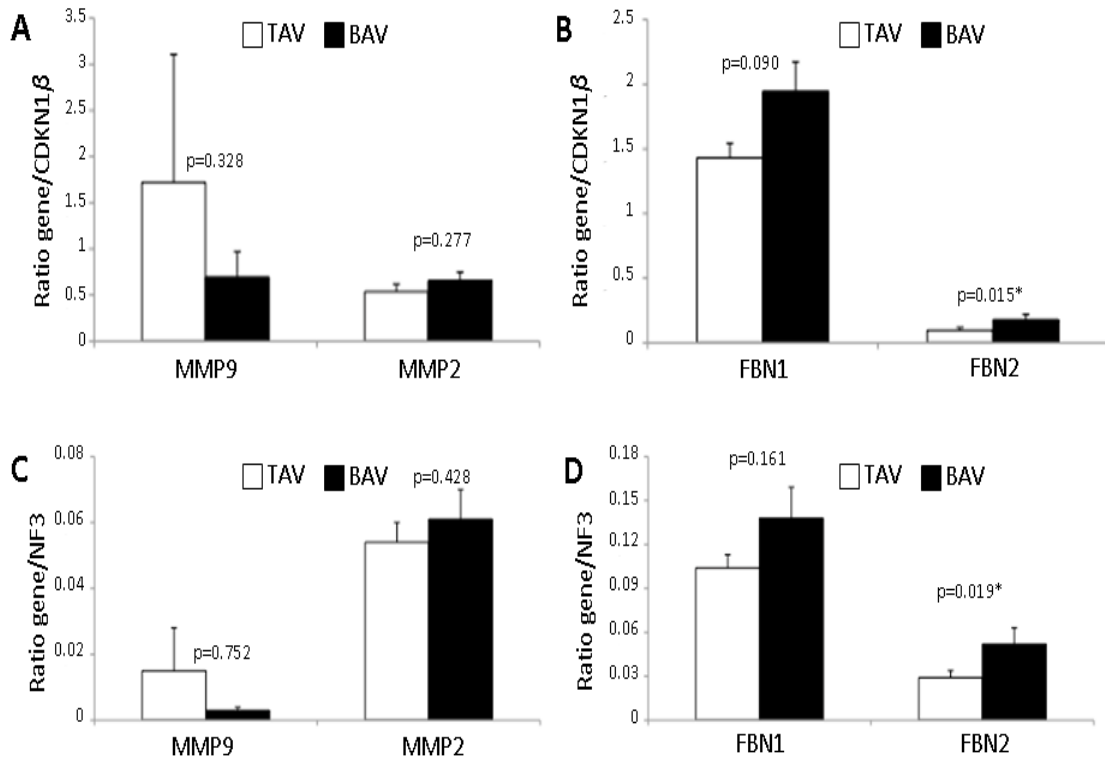 A
TAV BAV
Ratio gene/CDKN1β
3.5
3
2.5
2
1.5
1
0.5
0
p=0.328
p=0.277
MMP9 MMP2
B
TAV BAV
Ratio gene/CDKN1β
2.5
2
1.5
1
0.5
0
p=0.090
p=0.015*
FBN1 FBN2
C
TAV BAV
Ratio gene/NF3
0.08
0.06
0.04
0.02
0
p=0.428
p=0.752
MMP9 MMP2
D
TAV BAV
Ratio gene/NF3
0.18
0.15
0.12
0.09
0.06
0.03
0
p=0.161
p=0.019*
FBN1 FBN2